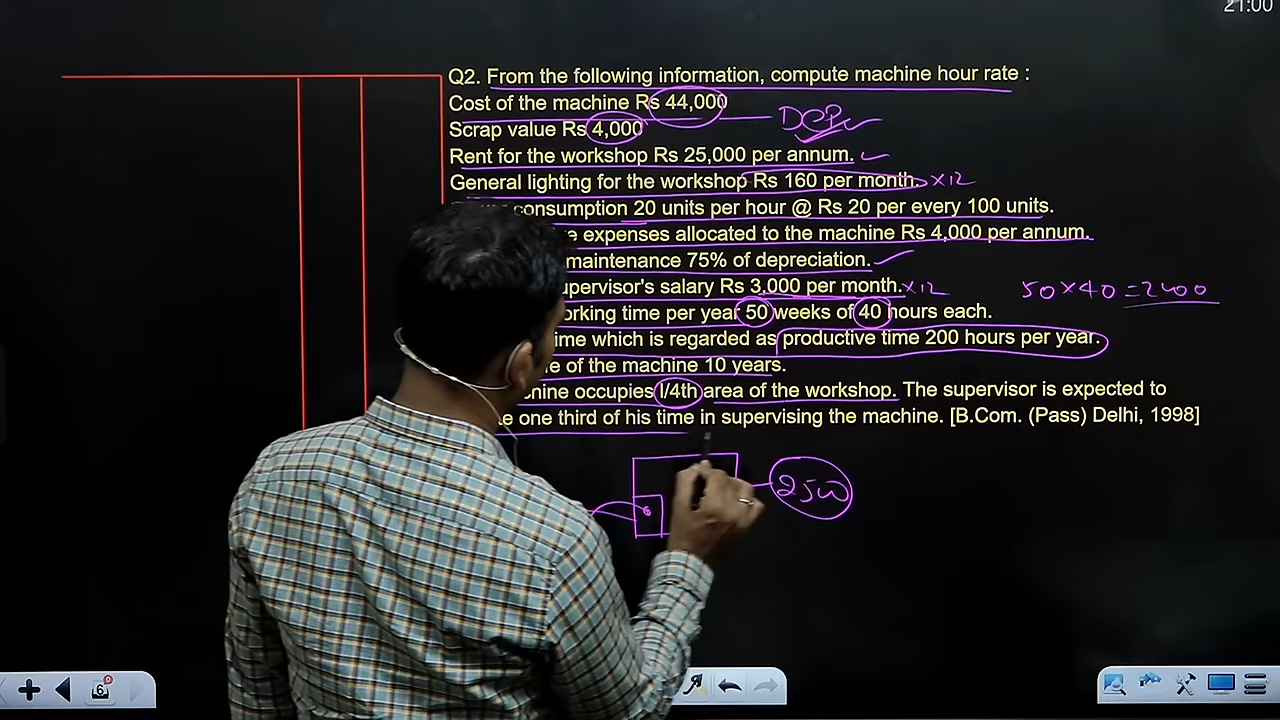 21:00
Q2. From the following information, compute machine hour rate :
Cost of the machine Rs 44,000
Scrap value Rs 4,000
DEPr
Rent for the workshop Rs 25,000 per annum.
General lighting for the workshop Rs 160 per month. ×12
consumption 20 units per hour @ Rs 20 per every 100 units.
expenses allocated to the machine Rs 4,000 per annum.
maintenance 75% of depreciation.
upervisor's salary Rs 3,000 per month. ×12
50×40 = 2000
orking time per year 50 weeks of 40 hours each.
ime which is regarded as productive time 200 hours per year.
of the machine 10 years.
hine occupies I/4th area of the workshop. The supervisor is expected to
one third of his time in supervising the machine. [B.Com. (Pass) Delhi, 1998]
6
0